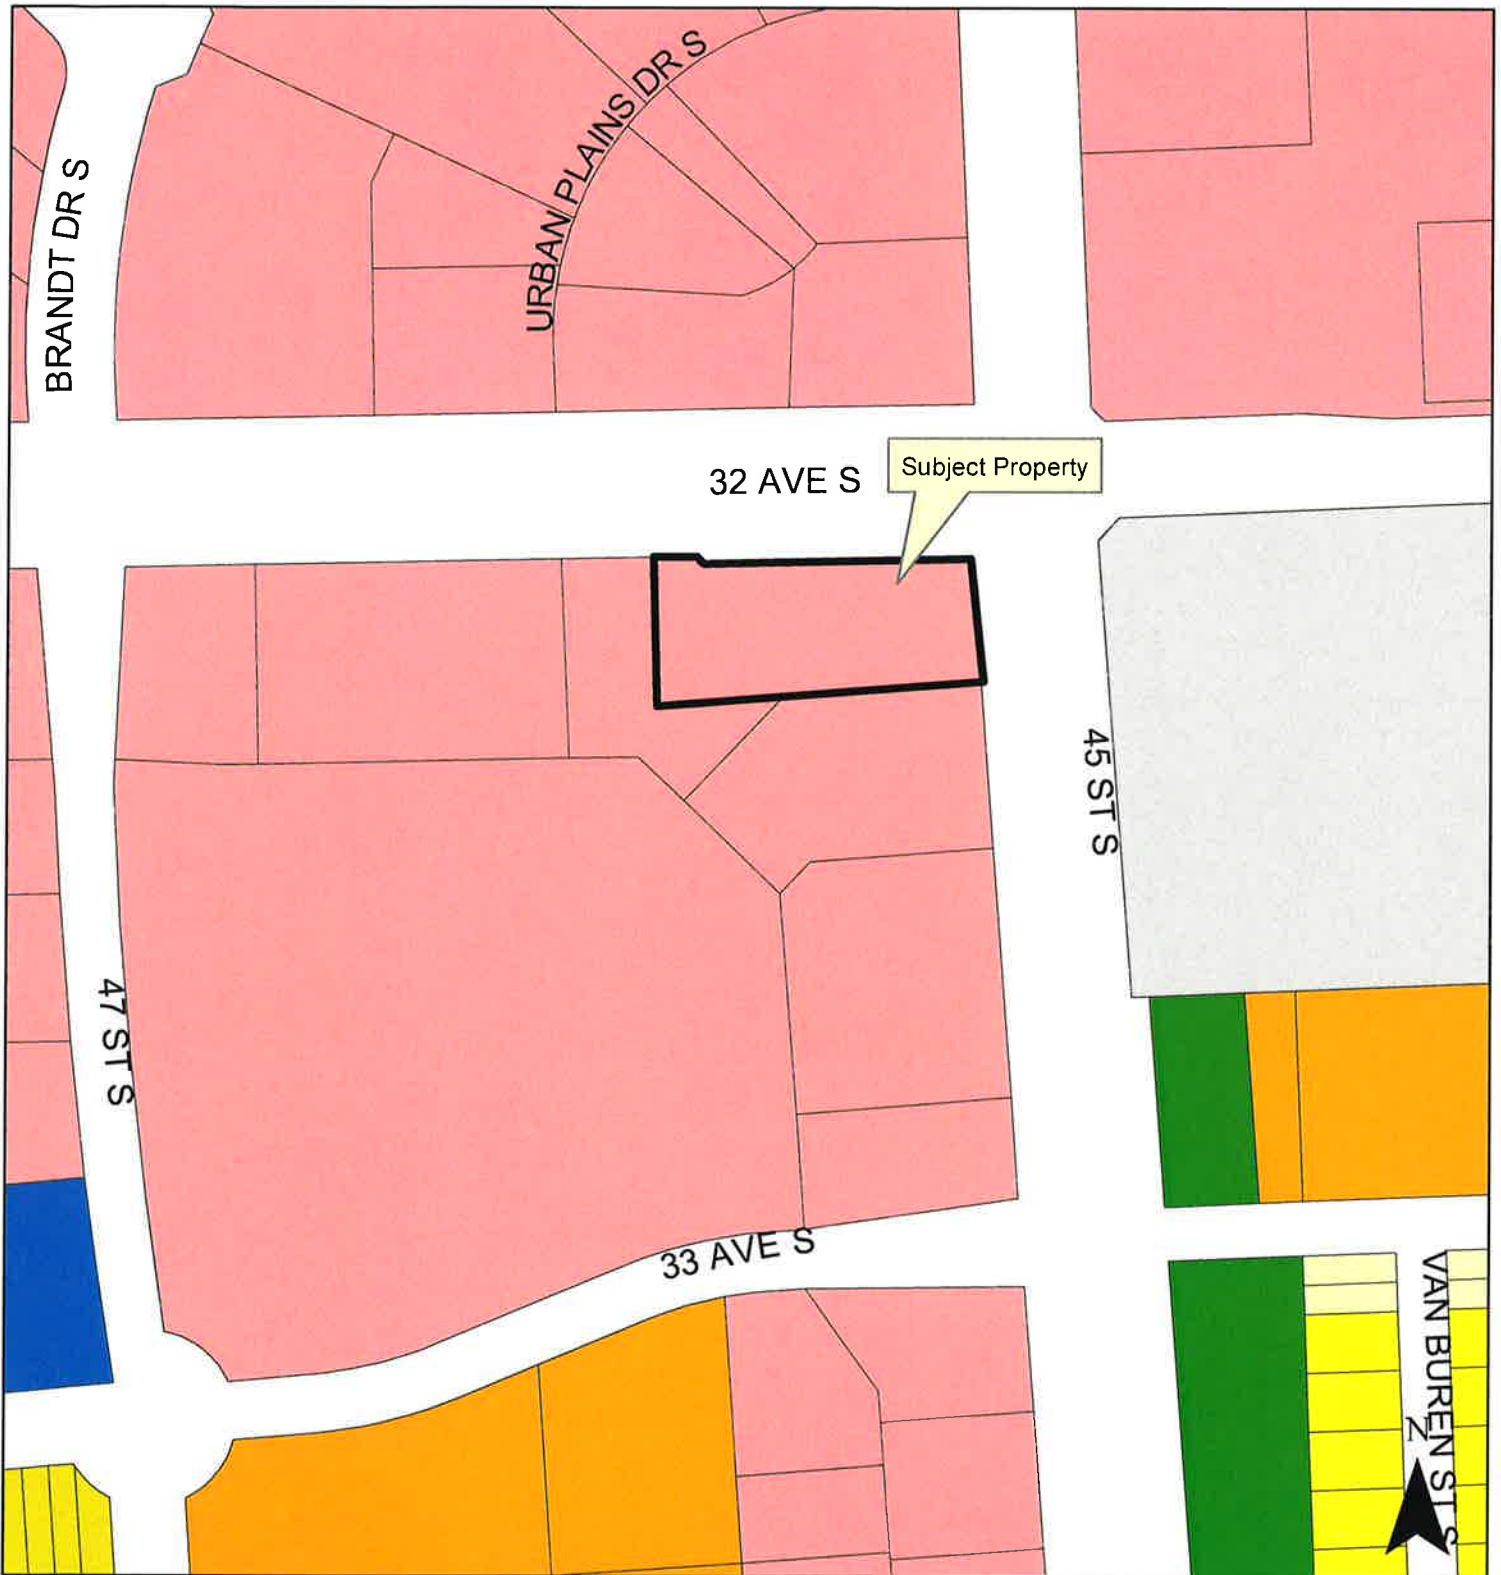 URBAN PLAINS DR S
BRANDT DR S
32 AVE S
Subject Property
45 ST S
47 ST S
33 AVE S
VAN BUREN ST S
N